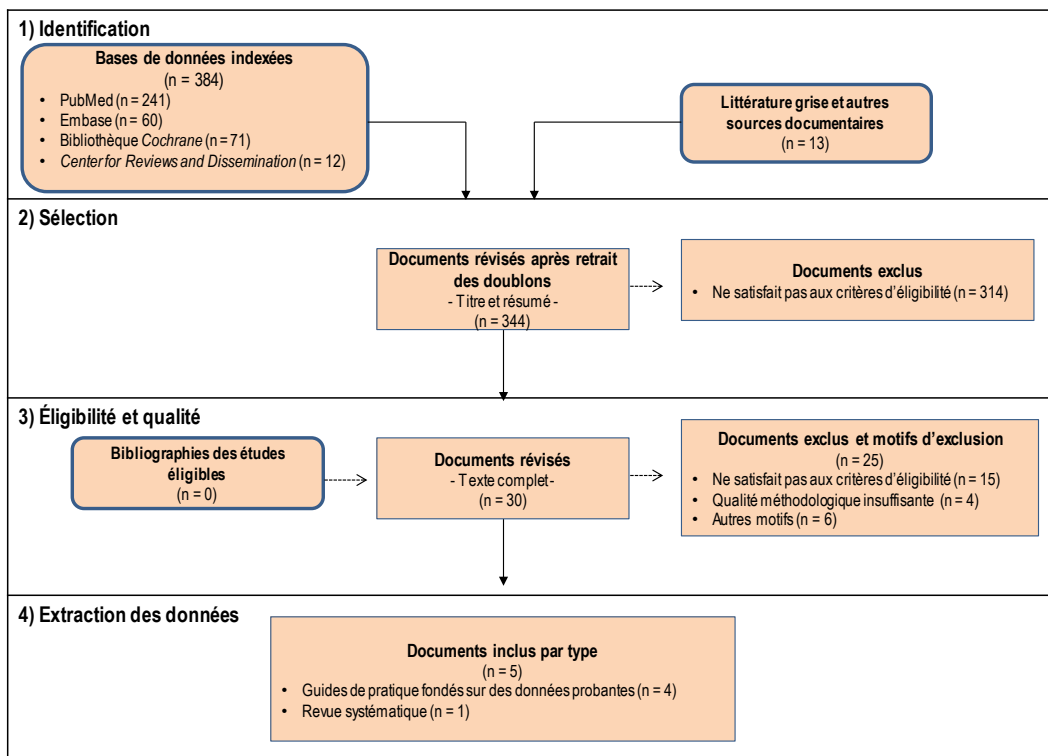 1) Identification
Bases de données indexées
(n = 384)
• PubMed (n = 241)
• Embase (n = 60)
• Bibliothèque Cochrane (n = 71)
• Center for Reviews and Dissemination (n = 12)
Littérature grise et autres
sources documentaires
(n = 13)
2) Sélection
Documents révisés après retrait
des doublons
- Titre et résumé -
(n = 344)
Documents exclus
• Ne satisfait pas aux critères d’éligibilité (n = 314)
3) Éligibilité et qualité
Bibliographies des études
éligibles
(n = 0)
Documents révisés
- Texte complet -
(n = 30)
Documents exclus et motifs d’exclusion
(n = 25)
• Ne satisfait pas aux critères d’éligibilité (n = 15)
• Qualité méthodologique insuffisante (n = 4)
• Autres motifs (n = 6)
4) Extraction des données
Documents inclus par type
(n = 5)
• Guides de pratique fondés sur des données probantes (n = 4)
• Revue systématique (n = 1)